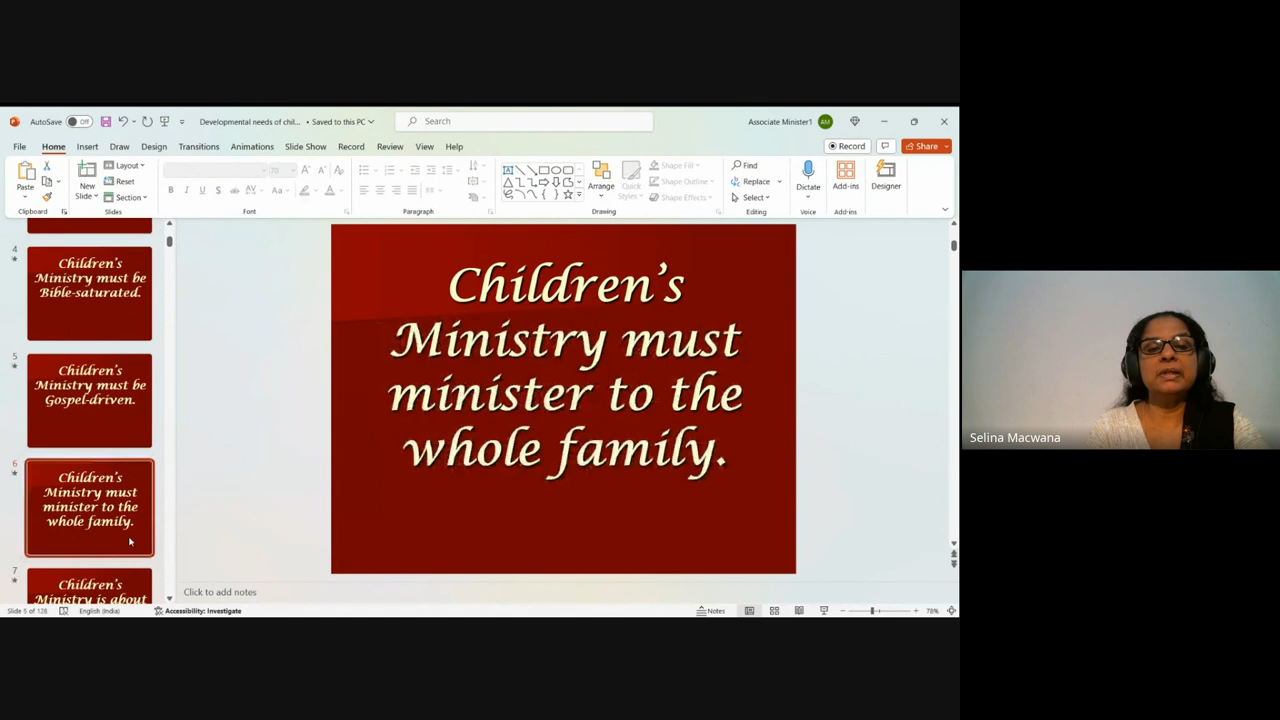 AutoSave Off Developmental needs of chil... • Saved to this PC Search Associate Minister1 AM
File Home Insert Draw Design Transitions Animations Slide Show Record Review View Help Record Share
Paste New Slide Layout Reset Section Arrange Quick Styles Shape Fill Shape Outline Shape Effects Find Replace Select Dictate Add-ins Designer
Clipboard Slides Font Paragraph Drawing Editing Voice Add-ins
4
Children's
Ministry must be
Bible-saturated.
5
Children's
Ministry must be
Gospel-driven.
6
Children's
Ministry must
minister to the
whole family.
7
Children's
Ministry is about
Children's
Ministry must
minister to the
whole family.
Click to add notes
Slide 6 of 128 English (India) Accessibility: Investigate Notes 78%
Selina Macwana